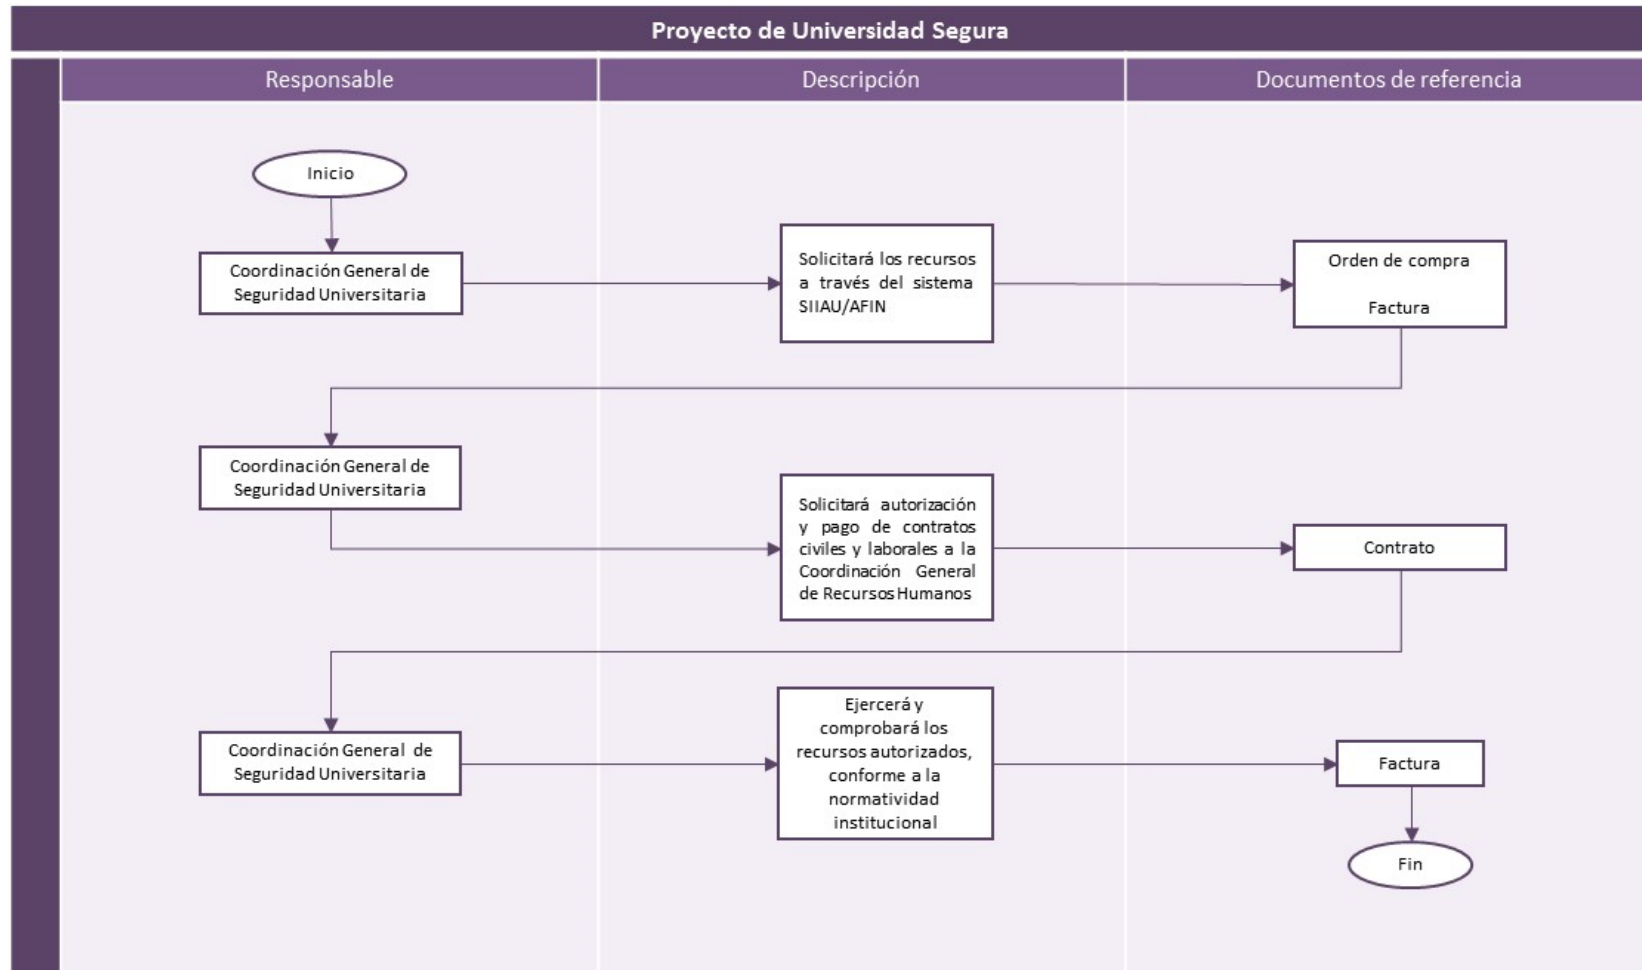 Proyecto de Universidad Segura
Responsable
Descripción
Documentos de referencia
Inicio
Coordinación General de
Seguridad Universitaria
Solicitará los recursos
a través del sistema
SIIAU/AFIN
Orden de compra
Factura
Coordinación General de
Seguridad Universitaria
Solicitará autorización
y pago de contratos
civiles y laborales a la
Coordinación General
de Recursos Humanos
Contrato
Coordinación General de
Seguridad Universitaria
Ejercerá y
comprobará los
recursos autorizados,
conforme a la
normatividad
institucional
Factura
Fin